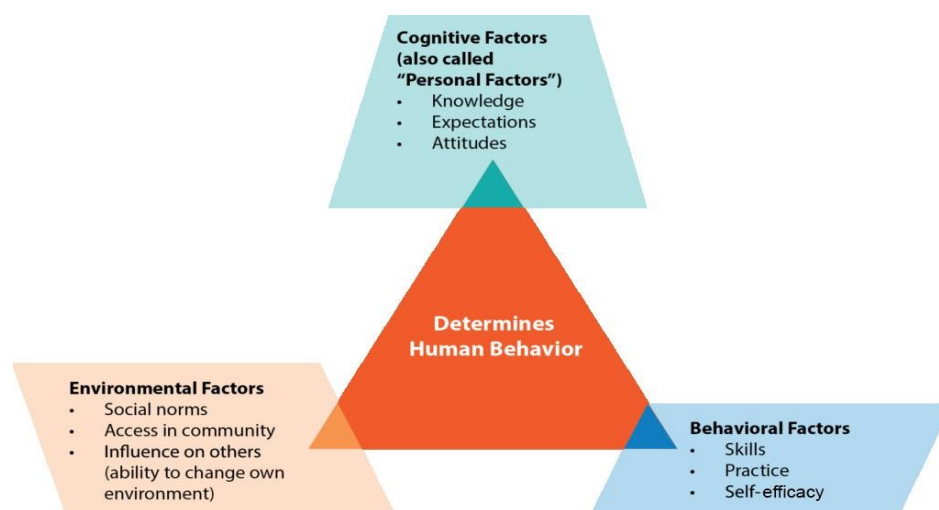 Cognitive Factors
(also called
“Personal Factors”)
• Knowledge
• Expectations
• Attitudes
Determines
Human Behavior
Environmental Factors
• Social norms
• Access in community
• Influence on others
(ability to change own
environment)
Behavioral Factors
• Skills
• Practice
• Self-efficacy